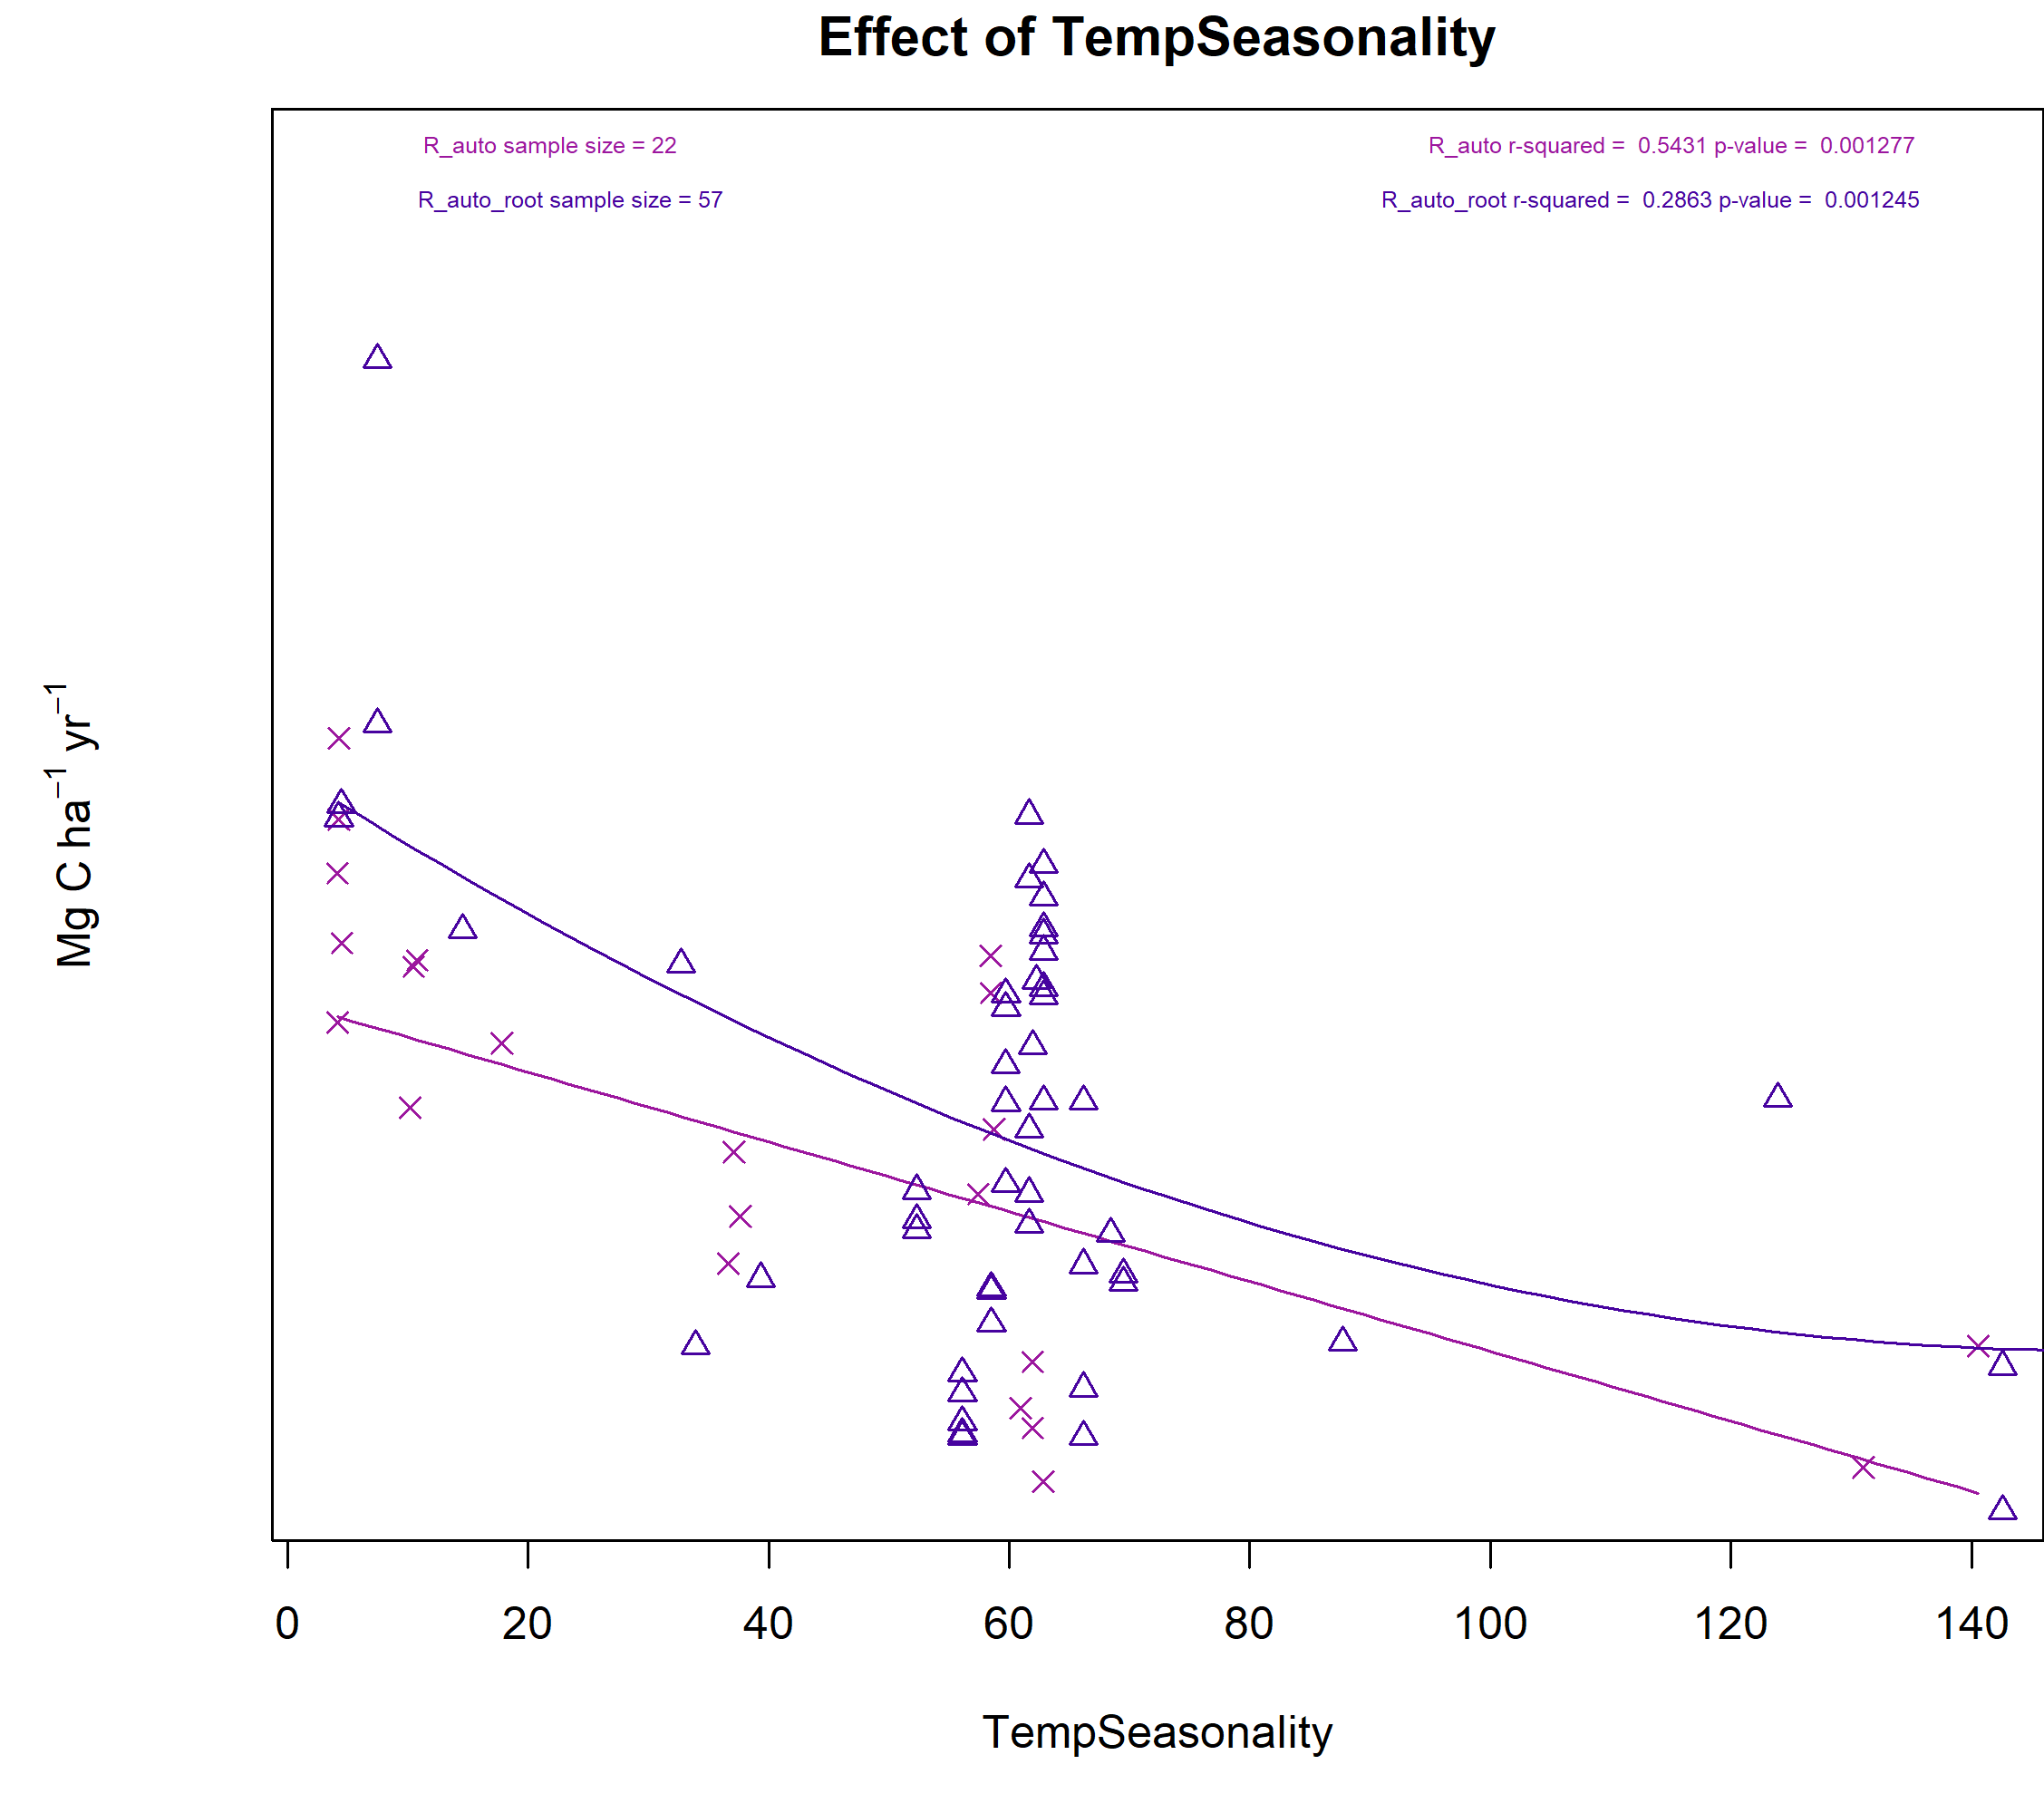 Effect of TempSeasonality
R_auto sample size = 22
R_auto r-squared =  0.5431 p-value =  0.001277
R_auto_root sample size = 57
R_auto_root r-squared =  0.2863 p-value =  0.001245
Mg C ha⁻¹ yr⁻¹
0 20 40 60 80 100 120 140
TempSeasonality